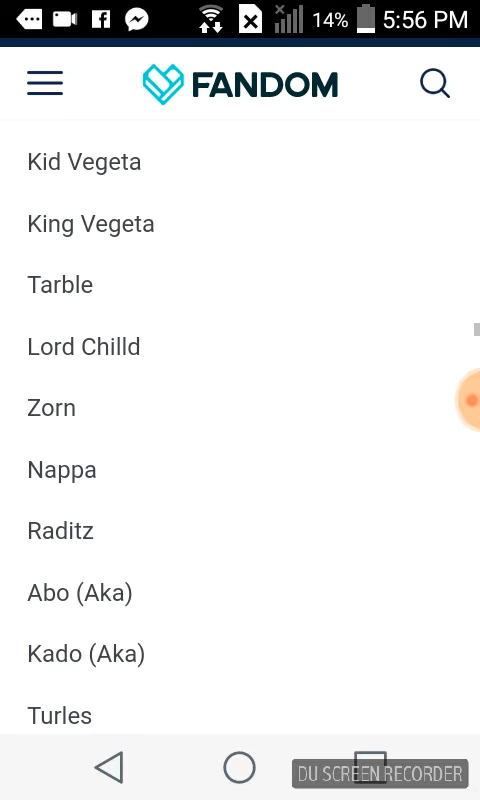 14% 5:56 PM
FANDOM
Kid Vegeta
King Vegeta
Tarble
Lord Chilld
Zorn
Nappa
Raditz
Abo (Aka)
Kado (Aka)
Turles
DU SCREEN RECORDER